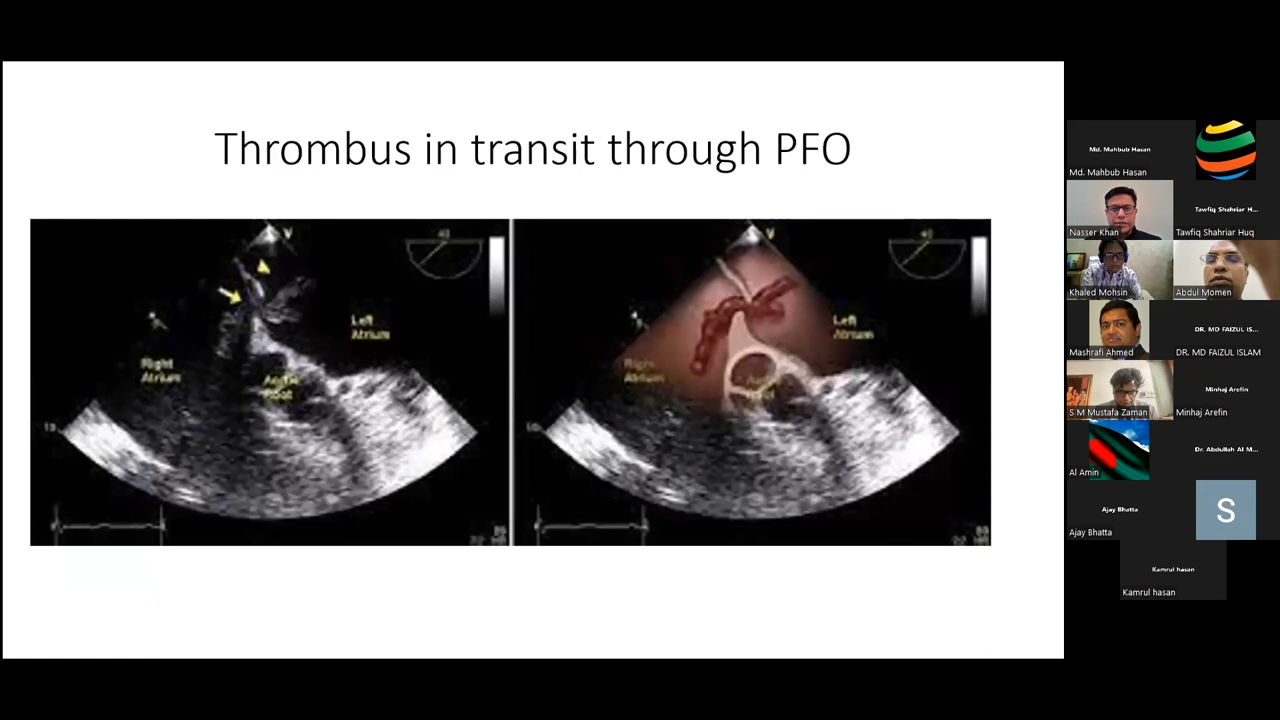 Thrombus in transit through PFO
V
40
Left
Atrium
Right
Atrium
Aortic
Root
V
40
Left
Atrium
Right
Atrium
Md. Mahbub Hasan
Md. Mahbub Hasan
Tawfiq Shahriar H...
Nasser Khan
Tawfiq Shahriar Huq
Khaled Mohsin
Abdul Momen
DR. MD FAIZUL IS...
Mashrafi Ahmed
DR. MD FAIZUL ISLAM
Minhaj Arefin
S M Mustafa Zaman
Minhaj Arefin
Dr. Abdullah Al M...
Al Amin
Ajay Bhatta
S
Ajay Bhatta
Kamrul hasan
Kamrul hasan